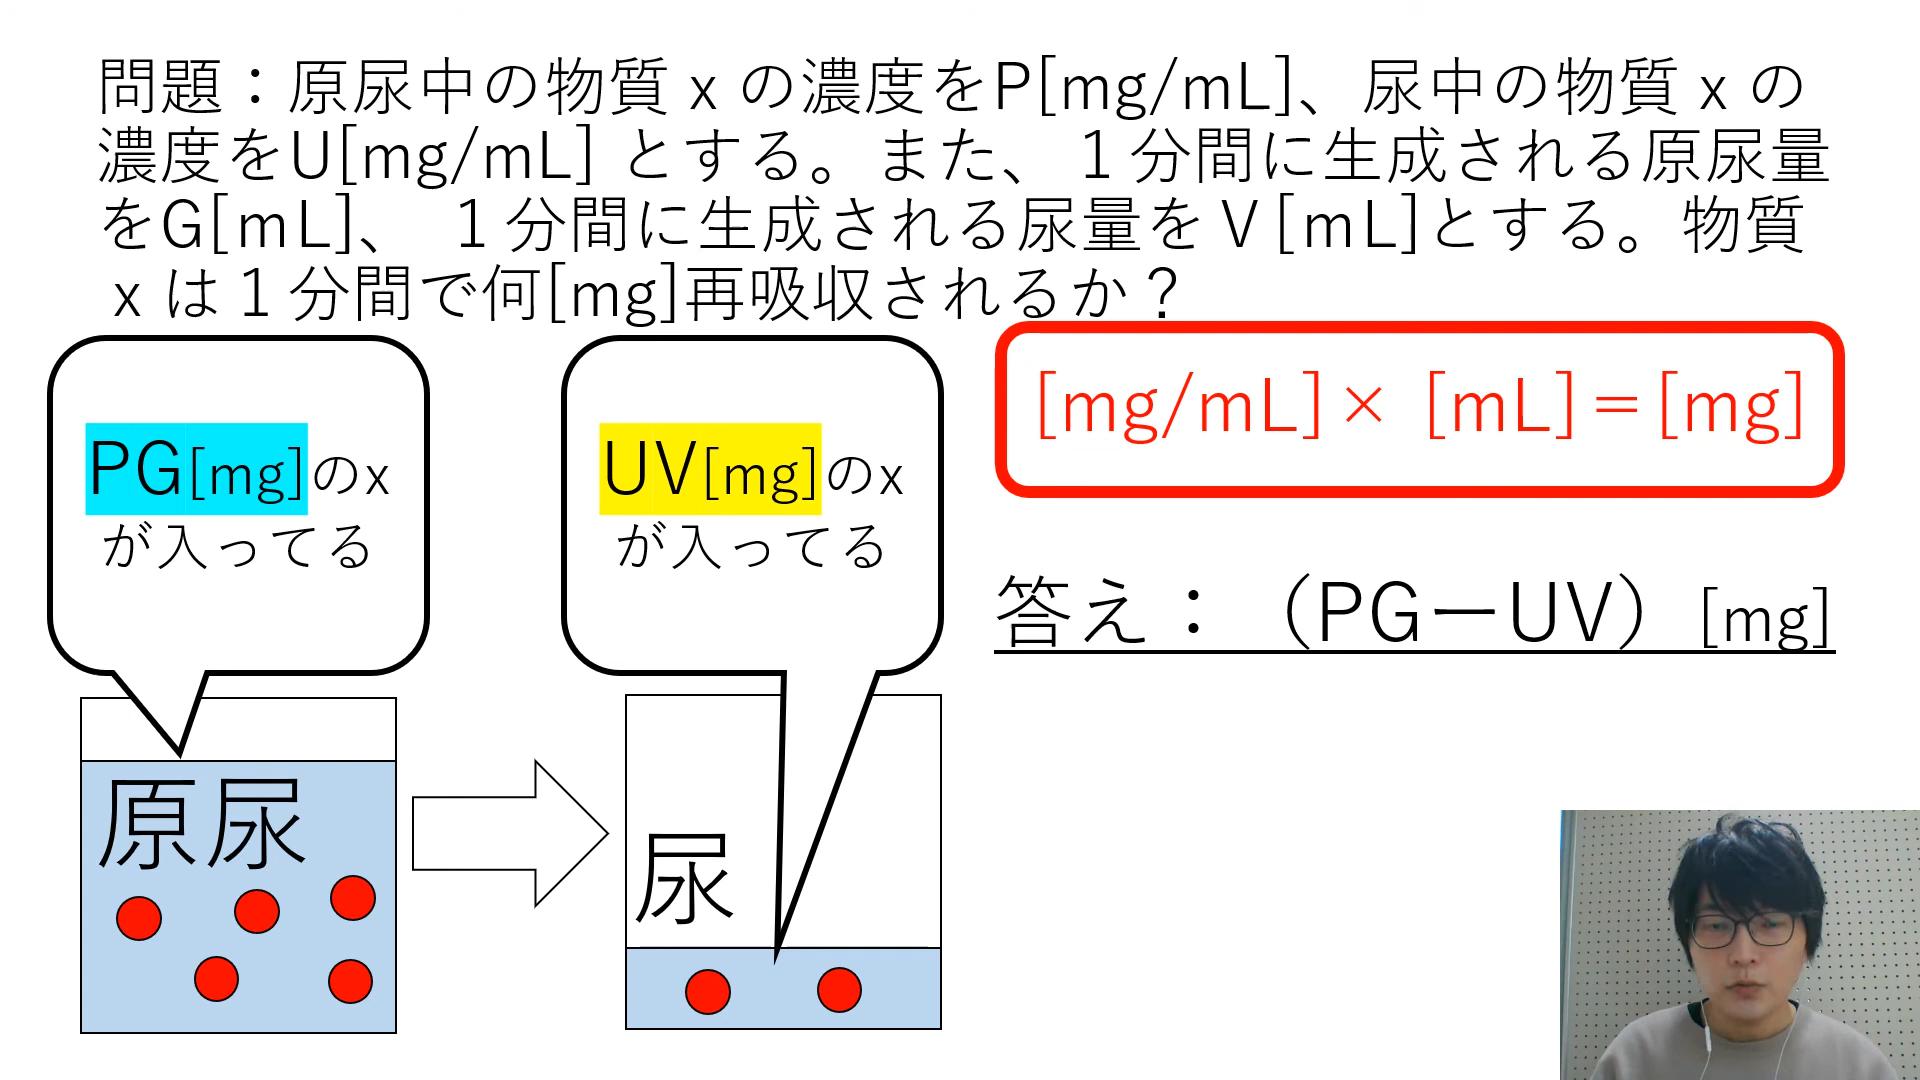 問題：原尿中の物質 x の濃度をP[mg/mL]、尿中の物質 x の
濃度をU[mg/mL] とする。また、１分間に生成される原尿量
をG[mL]、 １分間に生成される尿量をＶ[mL]とする。物質
x は１分間で何[mg]再吸収されるか？
PG[mg]のx
が入ってる
UV[mg]のx
が入ってる
[mg/mL]× [mL]＝[mg]
答え：（PGーUV）[mg]
原尿
尿